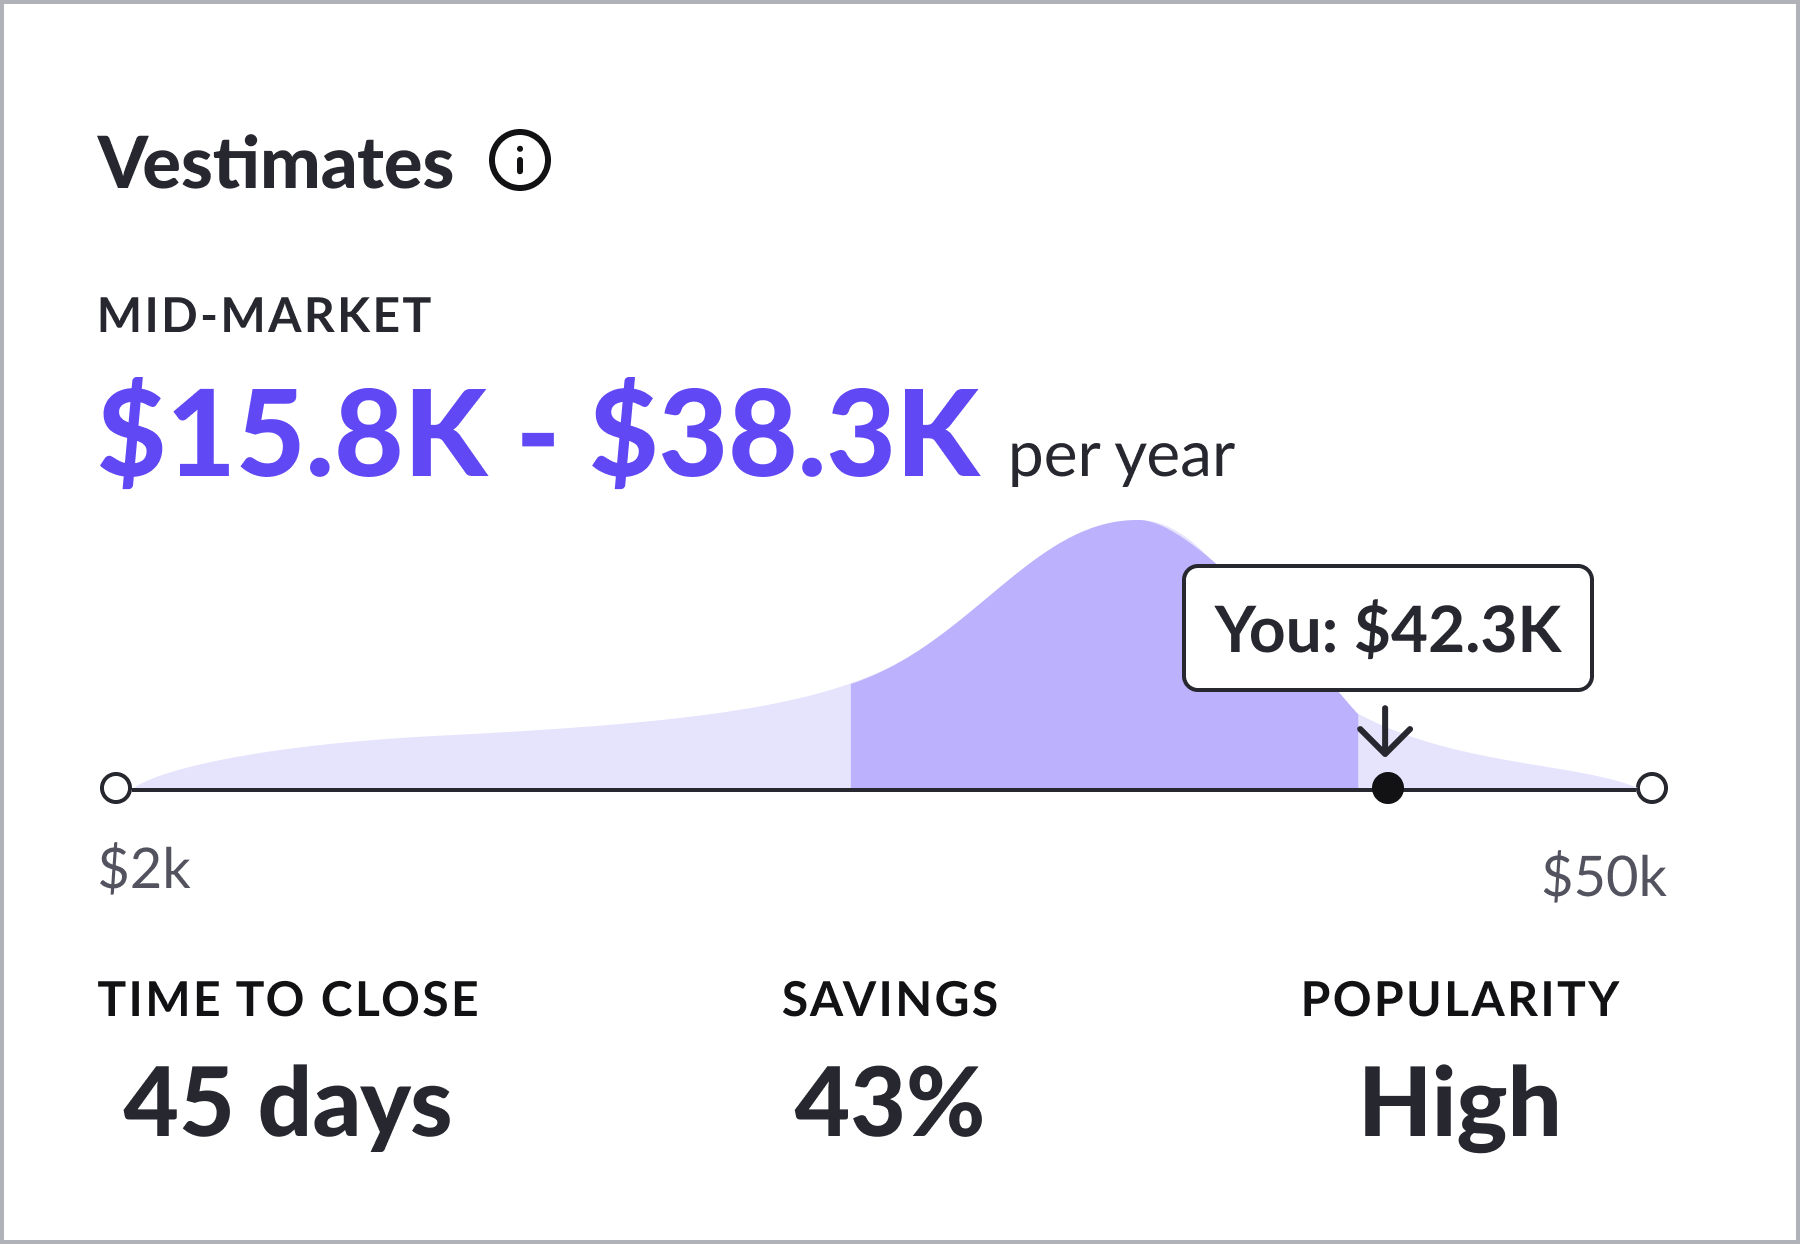 Vestimates
MID-MARKET
$15.8K - $38.3K per year
You: $42.3K
$2k
$50k
TIME TO CLOSE
SAVINGS
POPULARITY
45 days
43%
High